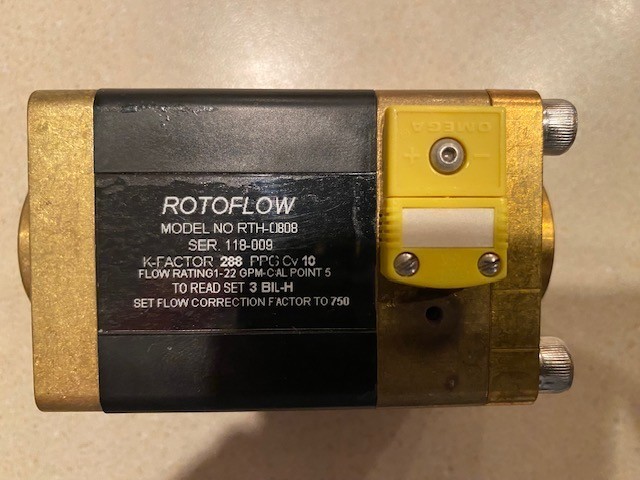 ROTOFLOW
MODEL NO RTH-0808
SER. 118-009
K-FACTOR 288 PPG Cv 10
FLOW RATING1-22 GPM-CAL POINT 5
TO READ SET 3 BIL-H
SET FLOW CORRECTION FACTOR TO 750
OMEGA
+ -